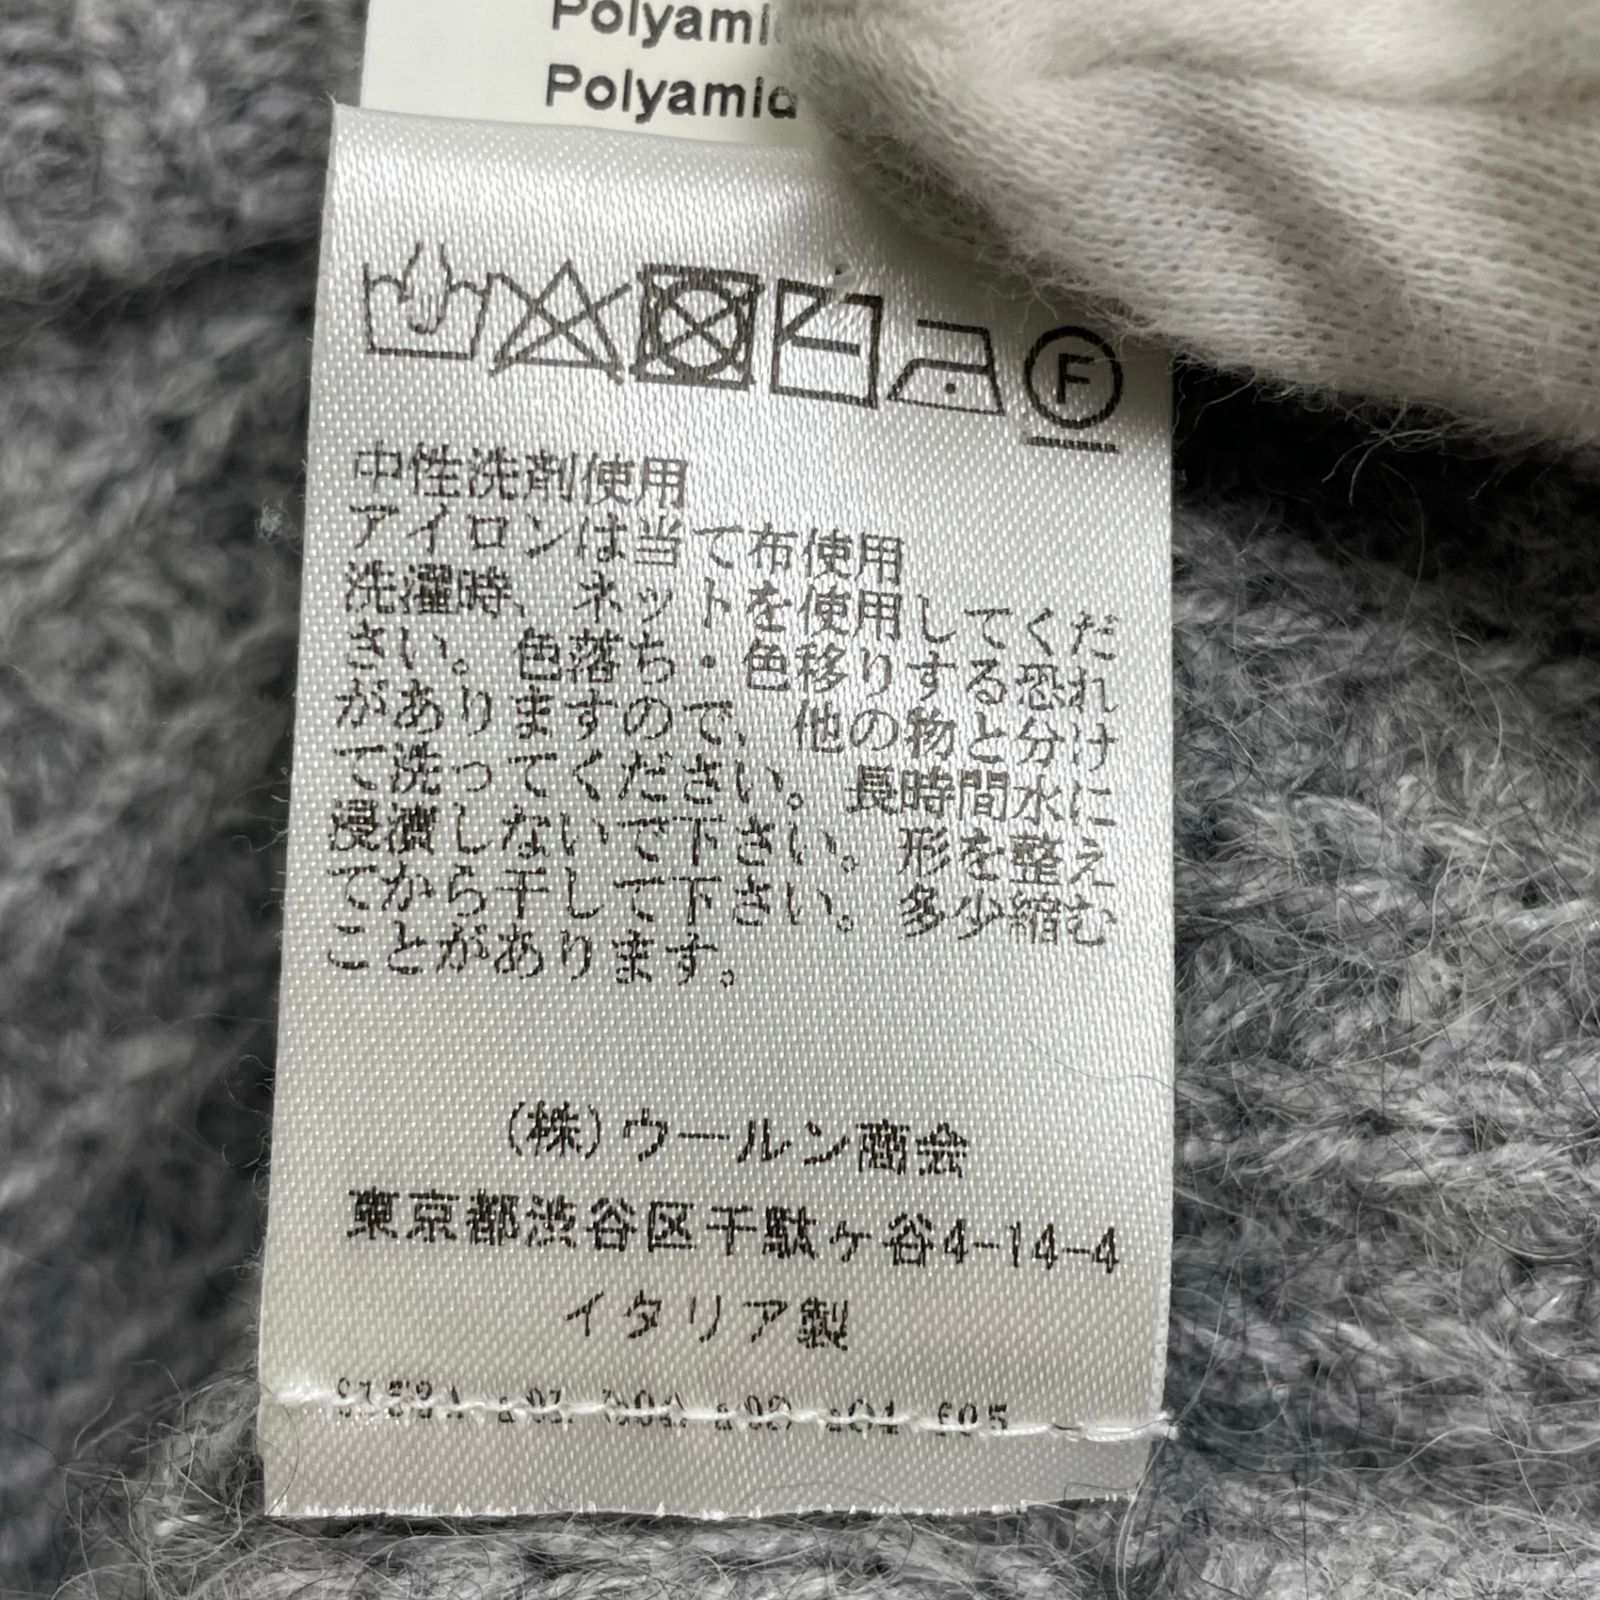 Polyamid
中性洗剤使用
アイロンは当て布使用
洗濯時、ネットを使用してくだ
さい。色落ち・色移りする恐れ
がありますので、他の物と分け
て洗ってください。長時間水に
浸漬しないで下さい。形を整え
てから干して下さい。多少縮む
ことがあります。
F
(株)ウールン商会
東京都渋谷区千駄ヶ谷4-14-4
イタリア製